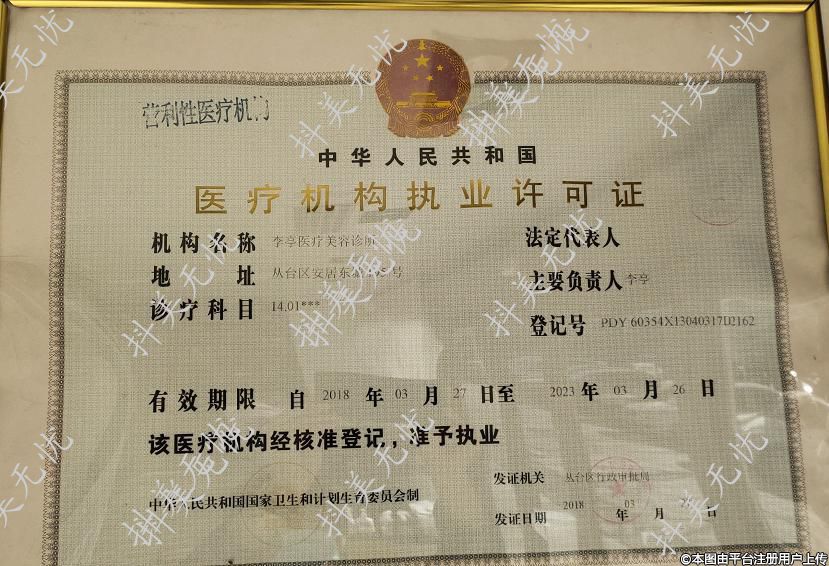 营利性医疗机构
中华人民共和国
医疗机构执业许可证
机构名称 李亭医疗美容诊所
法定代表人
地址 丛台区安居东 号
主要负责人 李亭
诊疗科目 14.01***
登记号 PDY 60354X13040317D2162
有效期限 自 2018 年 03 月 27 日至 2023 年 03 月 26 日
该医疗机构经核准登记，准予执业
发证机关 丛台区行政审批局
中华人民共和国国家卫生和计划生育委员会制
发证日期 2018 年 03 月 日
抖美无忧
©本图由平台注册用户上传